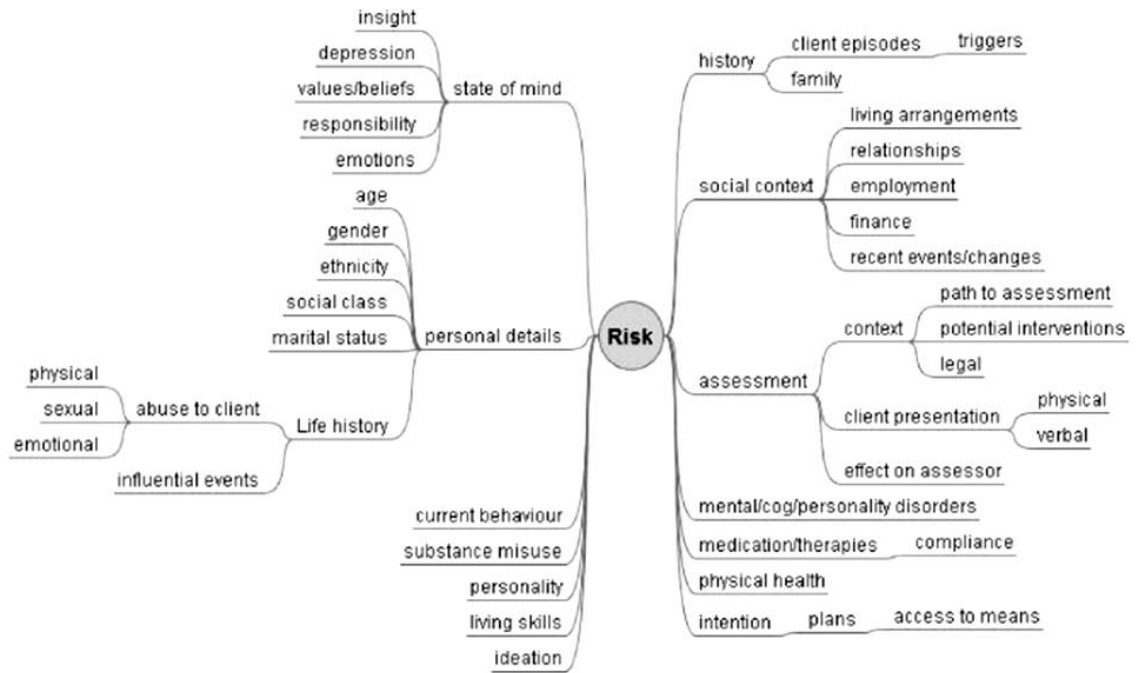 insight
depression
values/beliefs
responsibility
emotions
state of mind
age
gender
ethnicity
social class
marital status
personal details
physical
sexual
emotional
abuse to client
influential events
Life history
current behaviour
substance misuse
personality
living skills
ideation
Risk
history
client episodes
triggers
family
social context
living arrangements
relationships
employment
finance
recent events/changes
assessment
context
path to assessment
potential interventions
legal
client presentation
physical
verbal
effect on assessor
mental/cog/personality disorders
medication/therapies
compliance
physical health
intention
plans
access to means